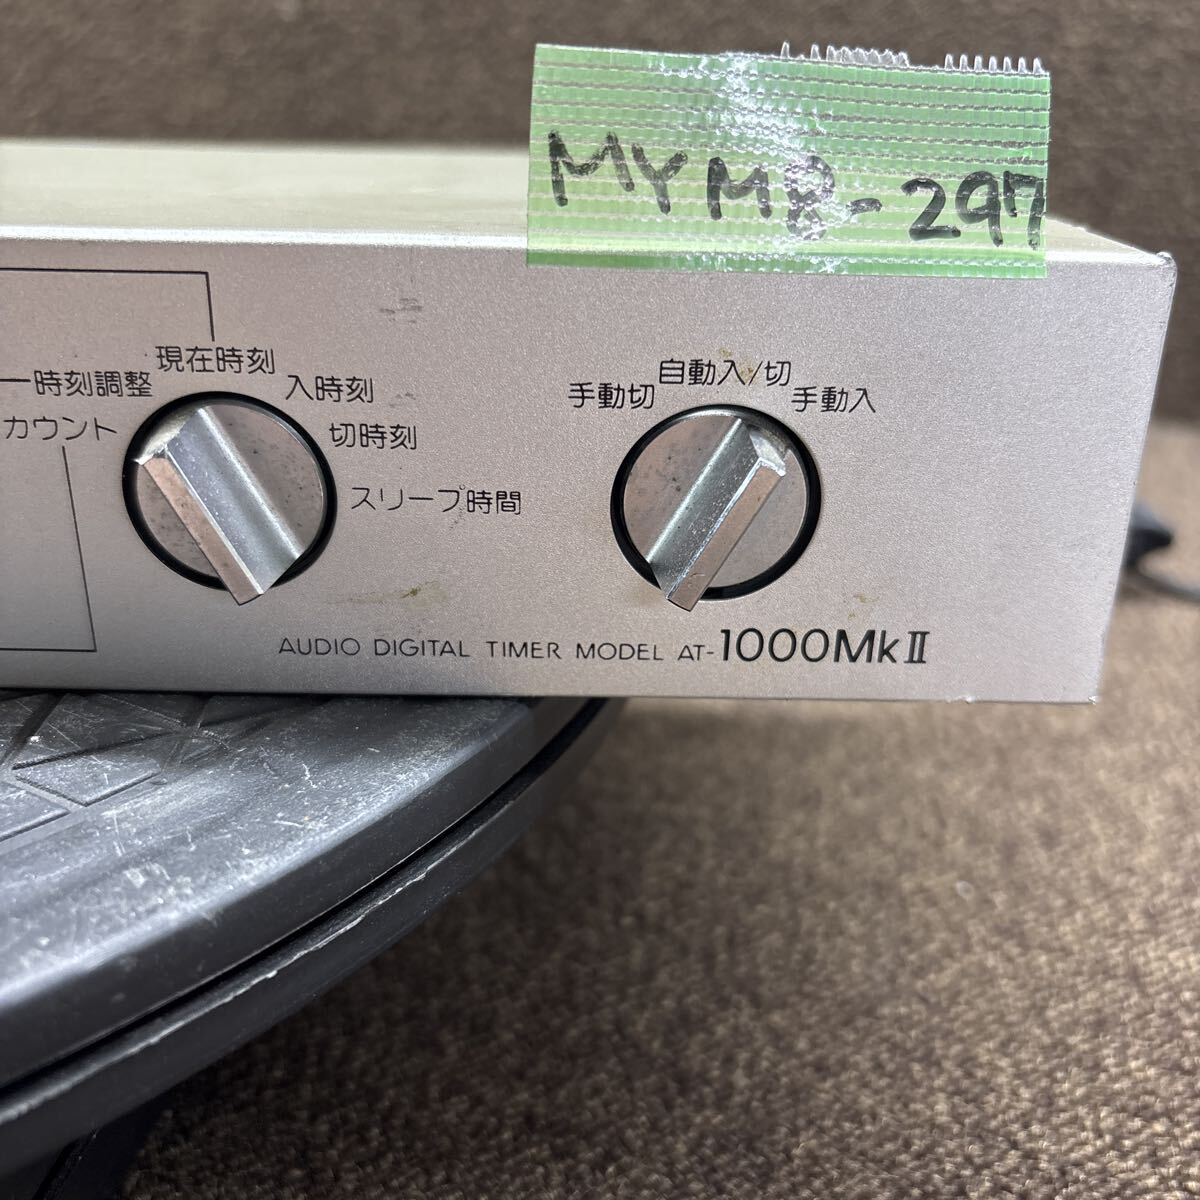 MYM8-297
現在時刻
一時刻調整
入時刻
カウント
切時刻
スリープ時間
自動入/切
手動切
手動入
AUDIO DIGITAL TIMER MODEL AT-1000MkⅡ